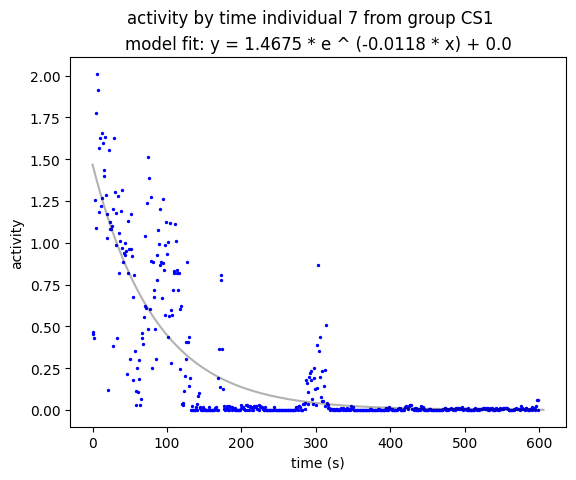 activity by time individual 7 from group CS1
model fit: y = 1.4675 * e ^ (-0.0118 * x) + 0.0
2.00
1.75
1.50
1.25
1.00
0.75
0.50
0.25
0.00
activity
0 100 200 300 400 500 600
time (s)